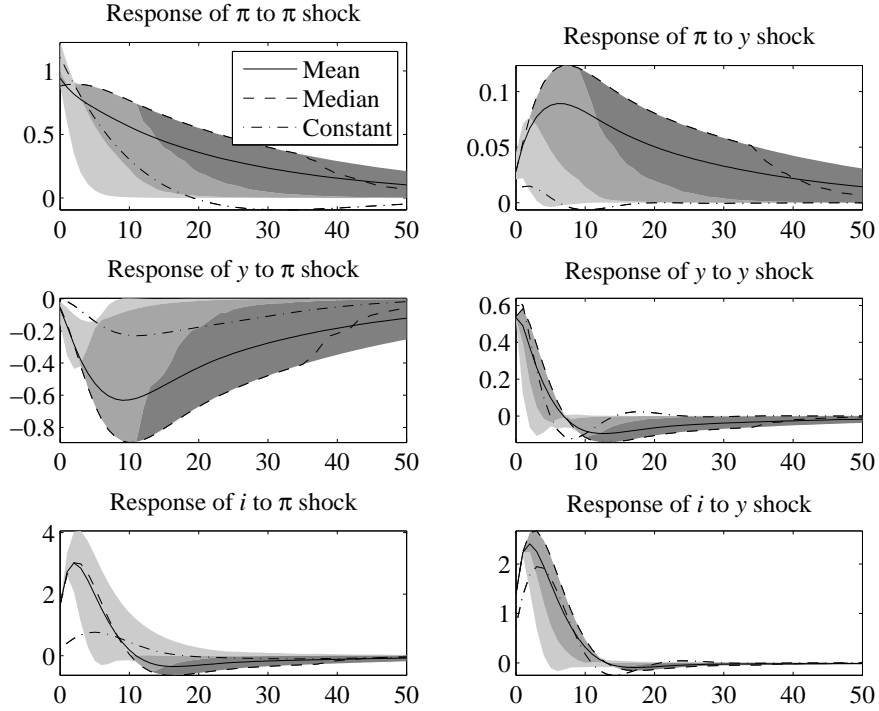 Response of π to π shock
1
0.5
0
0 10 20 30 40 50
Mean
Median
Constant
Response of π to y shock
0.1
0.05
0
0 10 20 30 40 50
Response of y to π shock
0
−0.2
−0.4
−0.6
−0.8
0 10 20 30 40 50
Response of y to y shock
0.6
0.4
0.2
0
0 10 20 30 40 50
Response of i to π shock
4
2
0
0 10 20 30 40 50
Response of i to y shock
2
1
0
0 10 20 30 40 50